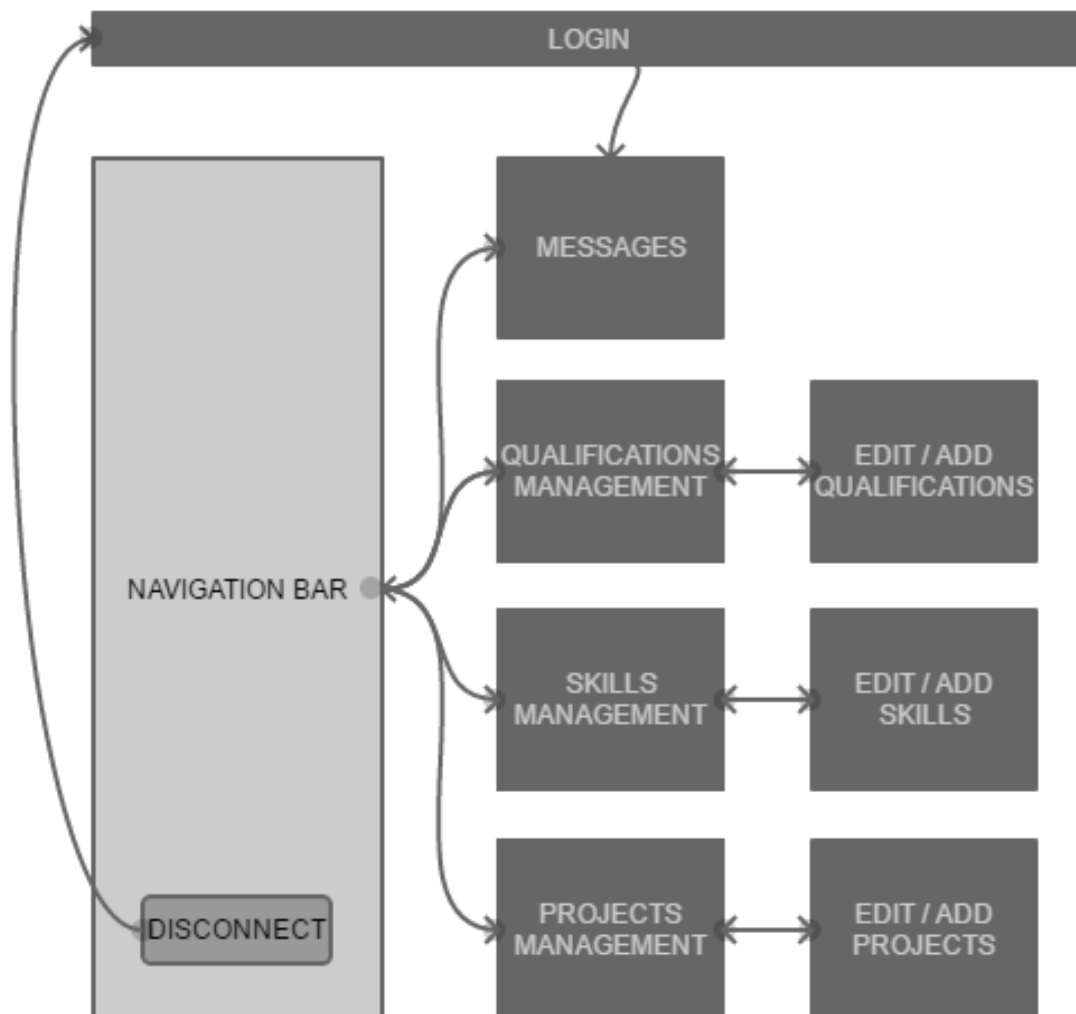 LOGIN
MESSAGES
QUALIFICATIONS
MANAGEMENT
EDIT / ADD
QUALIFICATIONS
NAVIGATION BAR
SKILLS
MANAGEMENT
EDIT / ADD
SKILLS
DISCONNECT
PROJECTS
MANAGEMENT
EDIT / ADD
PROJECTS